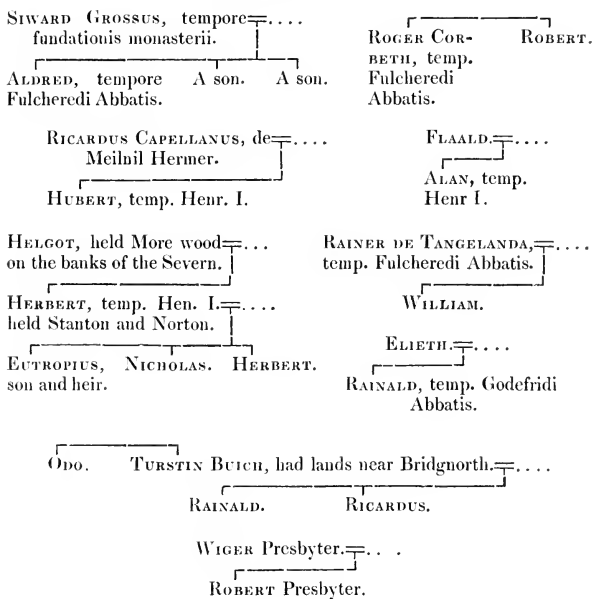 SIWARD GROSSUS, tempore=....
fundationis monasterii.
ALDRED, tempore A son. A son.
Fulcheredi Abbatis.
ROGER COR- ROBERT.
BETH, temp.
Fulcheredi
Abbatis.
RICARDUS CAPELLANUS, de=....
Meilnil Hermer.
HUBERT, temp. Henr. I.
FLAALD.=....
ALAN, temp.
Henr I.
HELGOT, held More wood=...
on the banks of the Severn.
HERBERT, temp. Hen. I.=....
held Stanton and Norton.
EUTROPIUS, NICHOLAS. HERBERT.
son and heir.
RAINER DE TANGELANDA,=....
temp. Fulcheredi Abbatis.
WILLIAM.
ELIETH.=....
RAINALD, temp. Godefridi
Abbatis.
ODO. TURSTIN BUICH, had lands near Bridgnorth.=....
RAINALD. RICARDUS.
WIGER Presbyter.=.. .
ROBERT Presbyter.